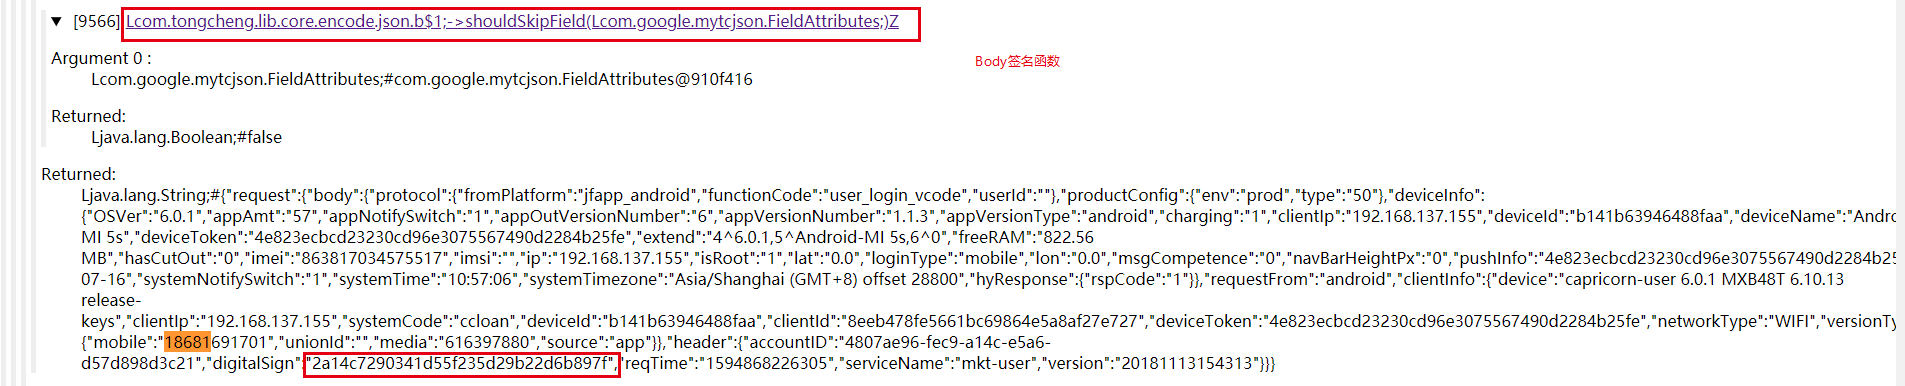 ▼ [9566] Lcom.tongcheng.lib.core.encode.json.b$1;->shouldSkipField(Lcom.google.mytcjson.FieldAttributes;)Z
Body签名函数
Argument 0 :
Lcom.google.mytcjson.FieldAttributes;#com.google.mytcjson.FieldAttributes@910f416
Returned:
Ljava.lang.Boolean;#false
Returned:
Ljava.lang.String;#{"request":{"body":{"protocol":{"fromPlatform":"jfapp_android","functionCode":"user_login_vcode","userId":""},"productConfig":{"env":"prod","type":"50"},"deviceInfo":
{"OSVer":"6.0.1","appAmt":"57","appNotifySwitch":"1","appOutVersionNumber":"6","appVersionNumber":"1.1.3","appVersionType":"android","charging":"1","clientIp":"192.168.137.155","deviceId":"b141b63946488faa","deviceName":"Andro
MI 5s","deviceToken":"4e823ecbcd23230cd96e3075567490d2284b25fe","extend":"4^6.0.1,5^Android-MI 5s,6^0","freeRAM":"822.56
MB","hasCutOut":"0","imei":"863817034575517","imsi":"","ip":"192.168.137.155","isRoot":"1","lat":"0.0","loginType":"mobile","lon":"0.0","msgCompetence":"0","navBarHeightPx":"0","pushInfo":"4e823ecbcd23230cd96e3075567490d2284b25
07-16","systemNotifySwitch":"1","systemTime":"10:57:06","systemTimezone":"Asia/Shanghai (GMT+8) offset 28800","hyResponse":{"rspCode":"1"}},"requestFrom":"android","clientInfo":{"device":"capricorn-user 6.0.1 MXB48T 6.10.13
release-
keys","clientIp":"192.168.137.155","systemCode":"ccloan","deviceId":"b141b63946488faa","clientId":"8eeb478fe5661bc69864e5a8af27e727","deviceToken":"4e823ecbcd23230cd96e3075567490d2284b25fe","networkType":"WIFI","versionTy
{"mobile":"18681691701","unionId":"","media":"616397880","source":"app"}},"header":{"accountID":"4807ae96-fec9-a14c-e5a6-
d57d898d3c21","digitalSign":"2a14c7290341d55f235d29b22d6b897f","reqTime":"1594868226305","serviceName":"mkt-user","version":"20181113154313"}}}